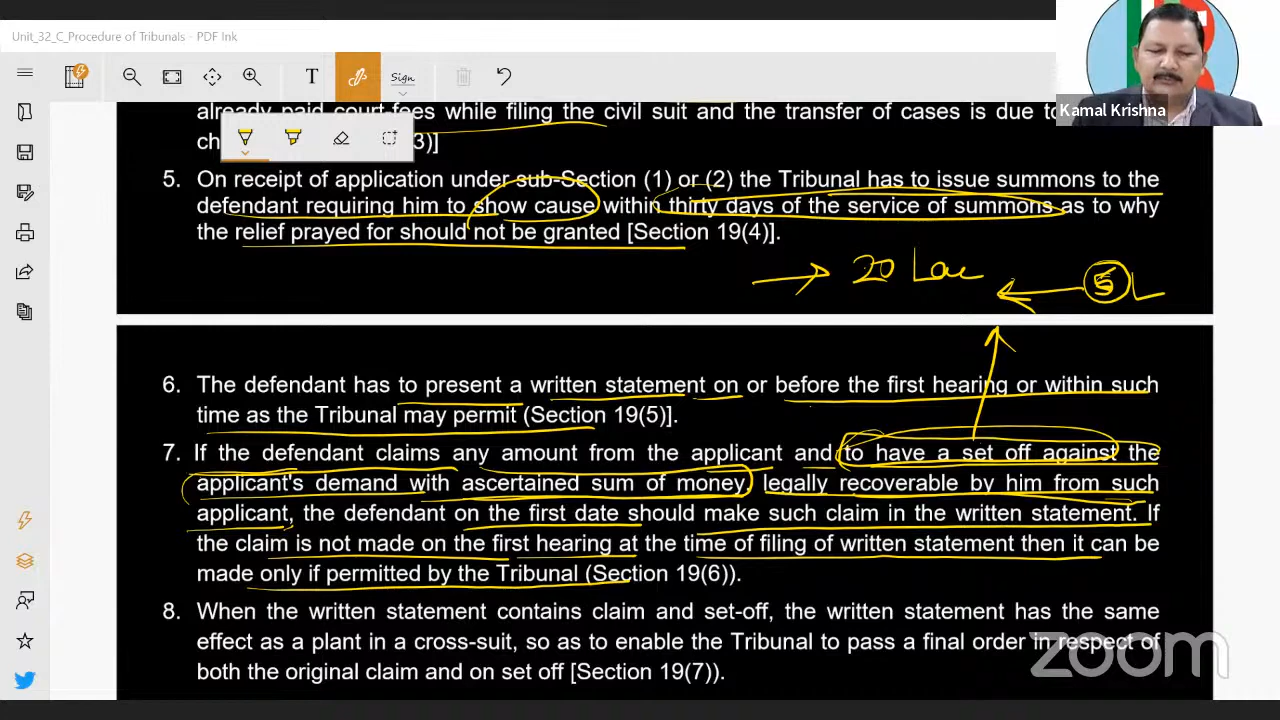 Unit_32_C_Procedure of Tribunals - PDF Ink
T
Sign
Kamal Krishna
already paid court-fees while filing the civil suit and the transfer of cases is due to
3)]
5. On receipt of application under sub-Section (1) or (2) the Tribunal has to issue summons to the
defendant requiring him to show cause within thirty days of the service of summons as to why
the relief prayed for should not be granted [Section 19(4)].
20 Lac 5 L
6. The defendant has to present a written statement on or before the first hearing or within such
time as the Tribunal may permit (Section 19(5)].
7. If the defendant claims any amount from the applicant and to have a set off against the
applicant's demand with ascertained sum of money, legally recoverable by him from such
applicant, the defendant on the first date should make such claim in the written statement. If
the claim is not made on the first hearing at the time of filing of written statement then it can be
made only if permitted by the Tribunal (Section 19(6)).
8. When the written statement contains claim and set-off, the written statement has the same
effect as a plant in a cross-suit, so as to enable the Tribunal to pass a final order in respect of
both the original claim and on set off [Section 19(7)).
zoom